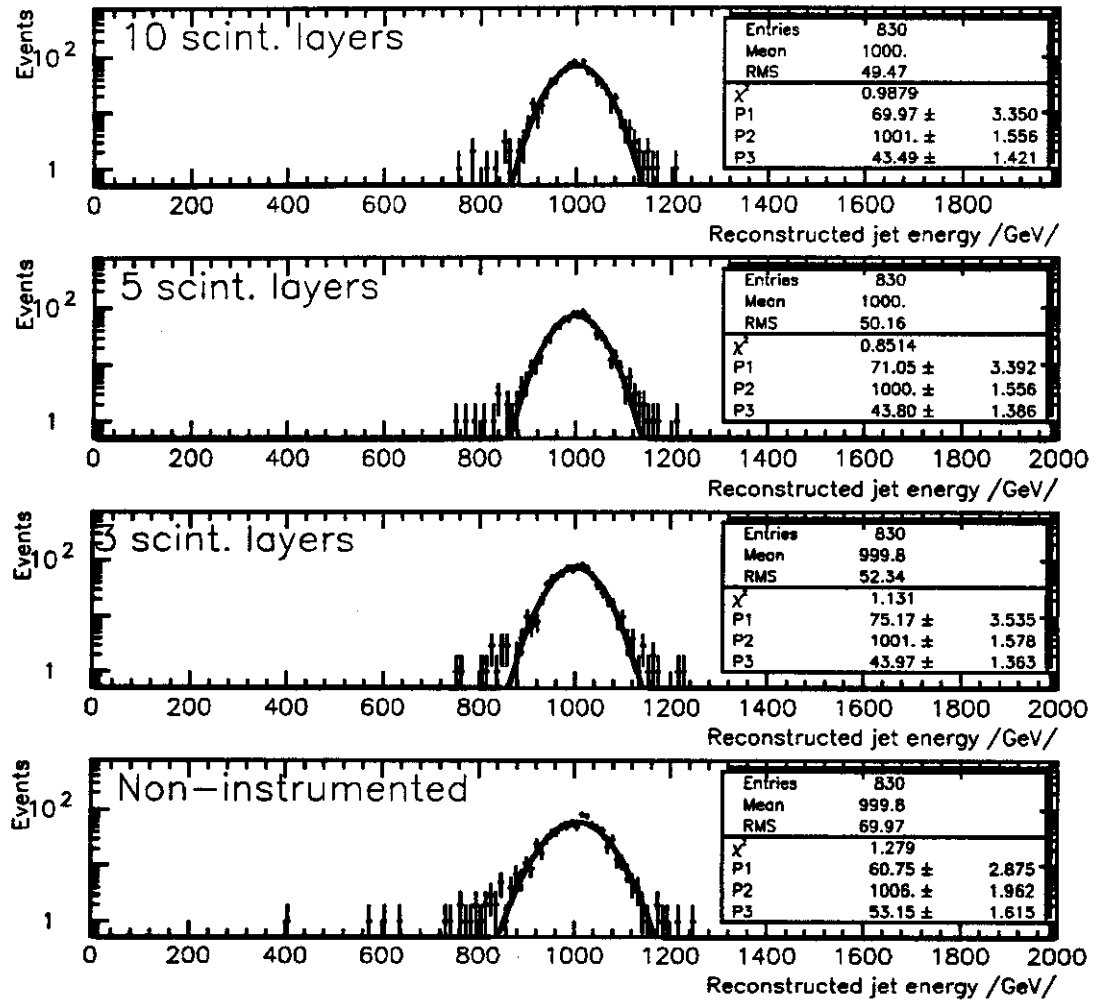 10 scint. layers
Events
10²
1
Entries 830
Mean 1000.
RMS 49.47
χ² 0.9879
P1 69.97 ± 3.350
P2 1001. ± 1.556
P3 43.49 ± 1.421
0 200 400 600 800 1000 1200 1400 1600 1800
Reconstructed jet energy /GeV/
5 scint. layers
Events
10²
1
Entries 830
Mean 1000.
RMS 50.16
χ² 0.8514
P1 71.05 ± 3.392
P2 1000. ± 1.556
P3 43.80 ± 1.386
0 200 400 600 800 1000 1200 1400 1600 1800 2000
Reconstructed jet energy /GeV/
3 scint. layers
Events
10²
1
Entries 830
Mean 999.8
RMS 52.34
χ² 1.131
P1 75.17 ± 3.535
P2 1001. ± 1.578
P3 43.97 ± 1.363
0 200 400 600 800 1000 1200 1400 1600 1800 2000
Reconstructed jet energy /GeV/
Non-instrumented
Events
10²
1
Entries 830
Mean 999.8
RMS 69.97
χ² 1.279
P1 60.75 ± 2.875
P2 1006. ± 1.962
P3 53.15 ± 1.615
0 200 400 600 800 1000 1200 1400 1600 1800 2000
Reconstructed jet energy /GeV/